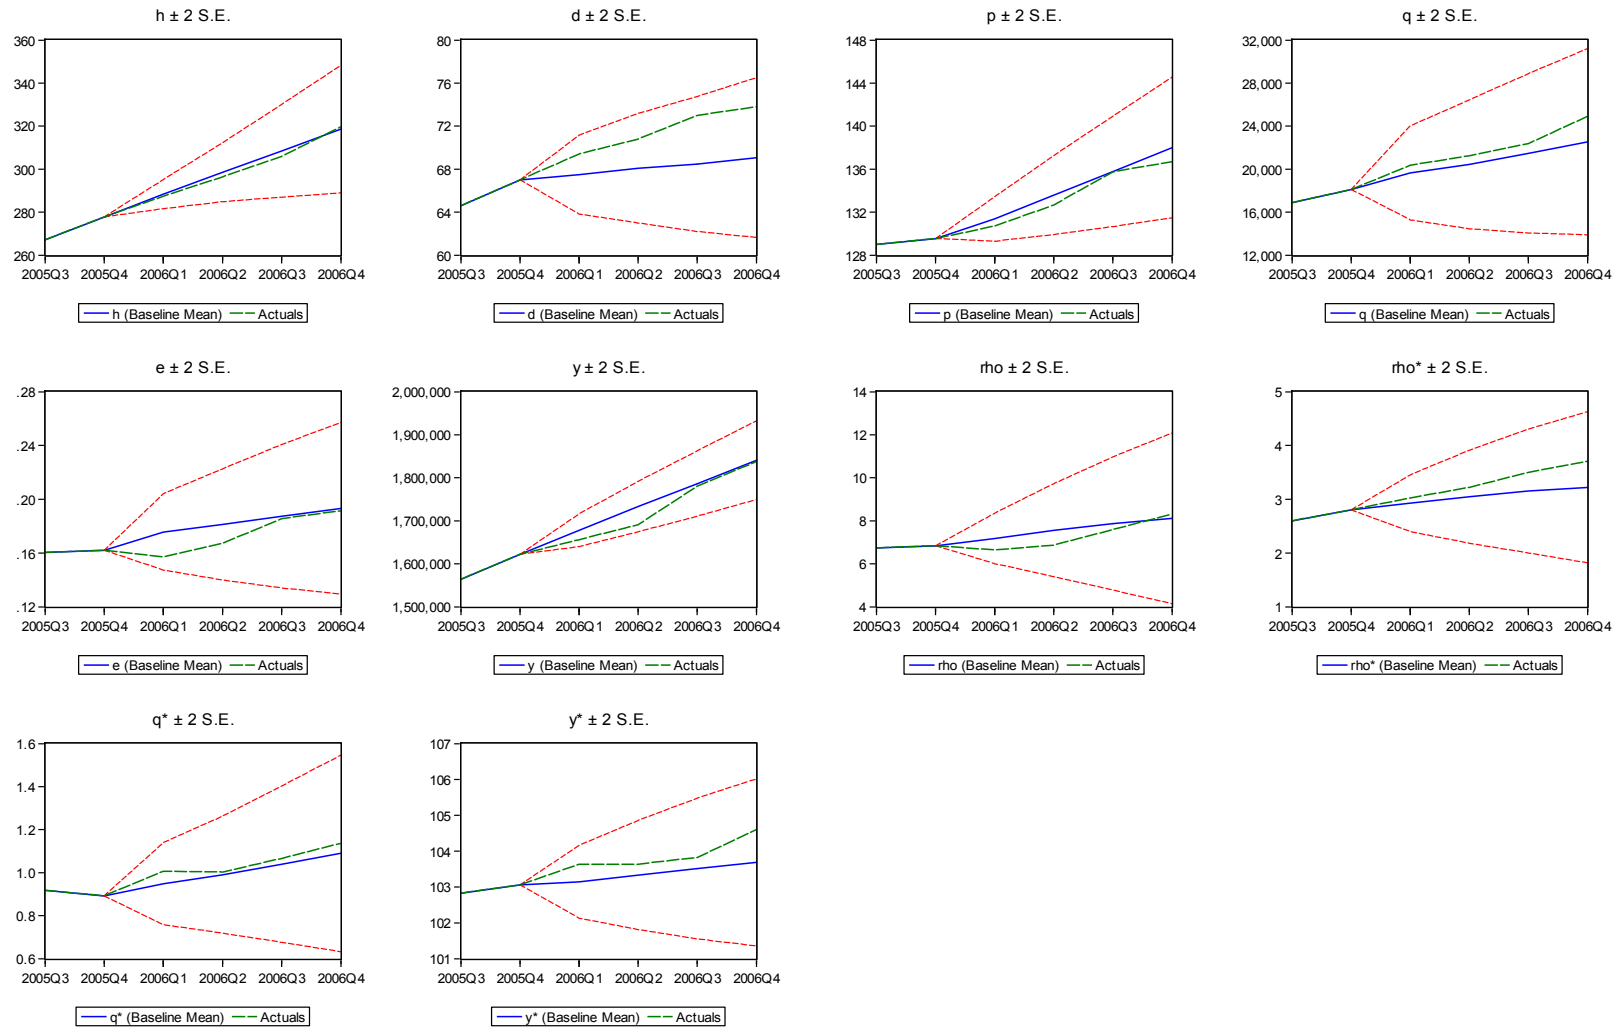 h ± 2 S.E.
360
340
320
300
280
260
2005Q3 2005Q4 2006Q1 2006Q2 2006Q3 2006Q4
h (Baseline Mean) Actuals
d ± 2 S.E.
80
76
72
68
64
60
2005Q3 2005Q4 2006Q1 2006Q2 2006Q3 2006Q4
d (Baseline Mean) Actuals
p ± 2 S.E.
148
144
140
136
132
128
2005Q3 2005Q4 2006Q1 2006Q2 2006Q3 2006Q4
p (Baseline Mean) Actuals
q ± 2 S.E.
32,000
28,000
24,000
20,000
16,000
12,000
2005Q3 2005Q4 2006Q1 2006Q2 2006Q3 2006Q4
q (Baseline Mean) Actuals
e ± 2 S.E.
.28
.24
.20
.16
.12
2005Q3 2005Q4 2006Q1 2006Q2 2006Q3 2006Q4
e (Baseline Mean) Actuals
y ± 2 S.E.
2,000,000
1,900,000
1,800,000
1,700,000
1,600,000
1,500,000
2005Q3 2005Q4 2006Q1 2006Q2 2006Q3 2006Q4
y (Baseline Mean) Actuals
rho ± 2 S.E.
14
12
10
8
6
4
2005Q3 2005Q4 2006Q1 2006Q2 2006Q3 2006Q4
rho (Baseline Mean) Actuals
rho* ± 2 S.E.
5
4
3
2
1
2005Q3 2005Q4 2006Q1 2006Q2 2006Q3 2006Q4
rho* (Baseline Mean) Actuals
q* ± 2 S.E.
1.6
1.4
1.2
1.0
0.8
0.6
2005Q3 2005Q4 2006Q1 2006Q2 2006Q3 2006Q4
q* (Baseline Mean) Actuals
y* ± 2 S.E.
107
106
105
104
103
102
101
2005Q3 2005Q4 2006Q1 2006Q2 2006Q3 2006Q4
y* (Baseline Mean) Actuals